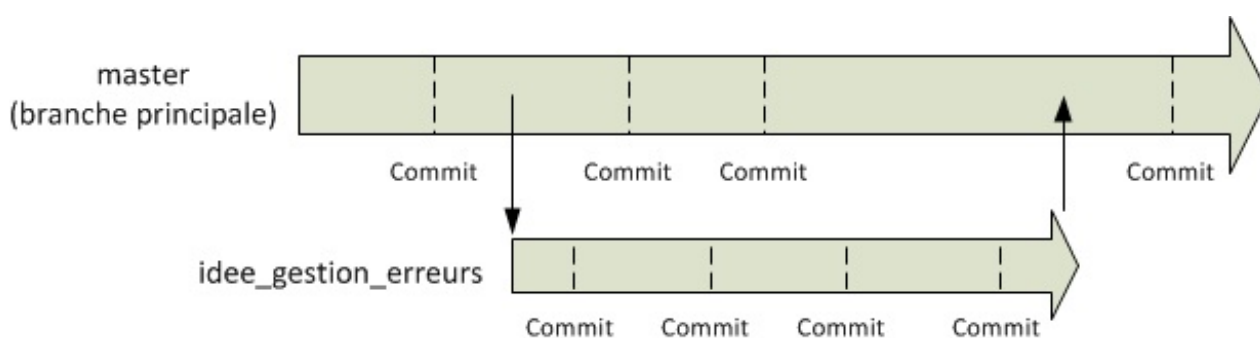 master
(branche principale)
Commit
Commit
Commit
Commit
idee_gestion_erreurs
Commit
Commit
Commit
Commit